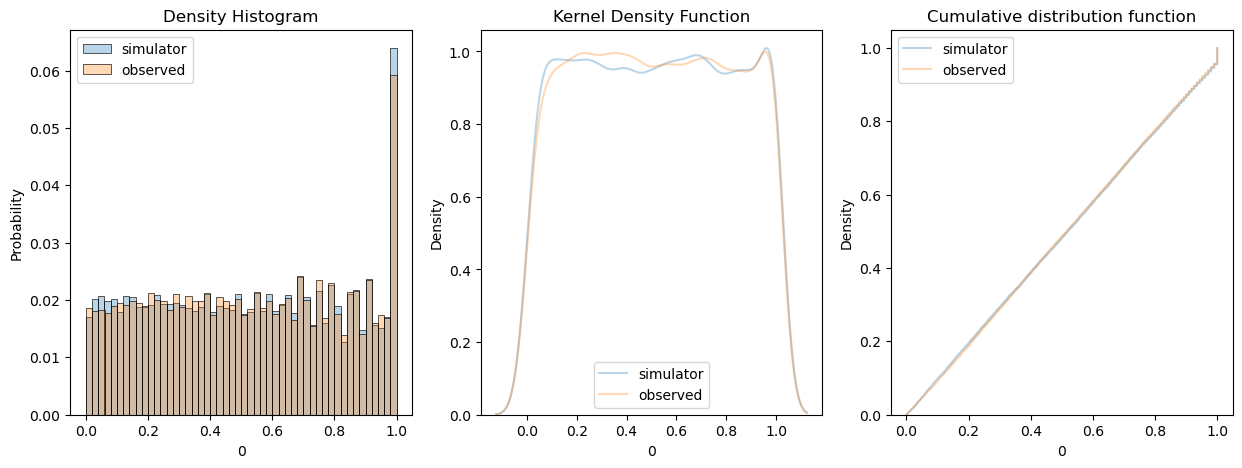 Density Histogram
simulator
observed
Probability
0.06
0.05
0.04
0.03
0.02
0.01
0.00
0.0 0.2 0.4 0.6 0.8 1.0
0
Kernel Density Function
Density
1.0
0.8
0.6
0.4
0.2
0.0
simulator
observed
0.0 0.2 0.4 0.6 0.8 1.0
0
Cumulative distribution function
simulator
observed
Density
1.0
0.8
0.6
0.4
0.2
0.0
0.0 0.2 0.4 0.6 0.8 1.0
0